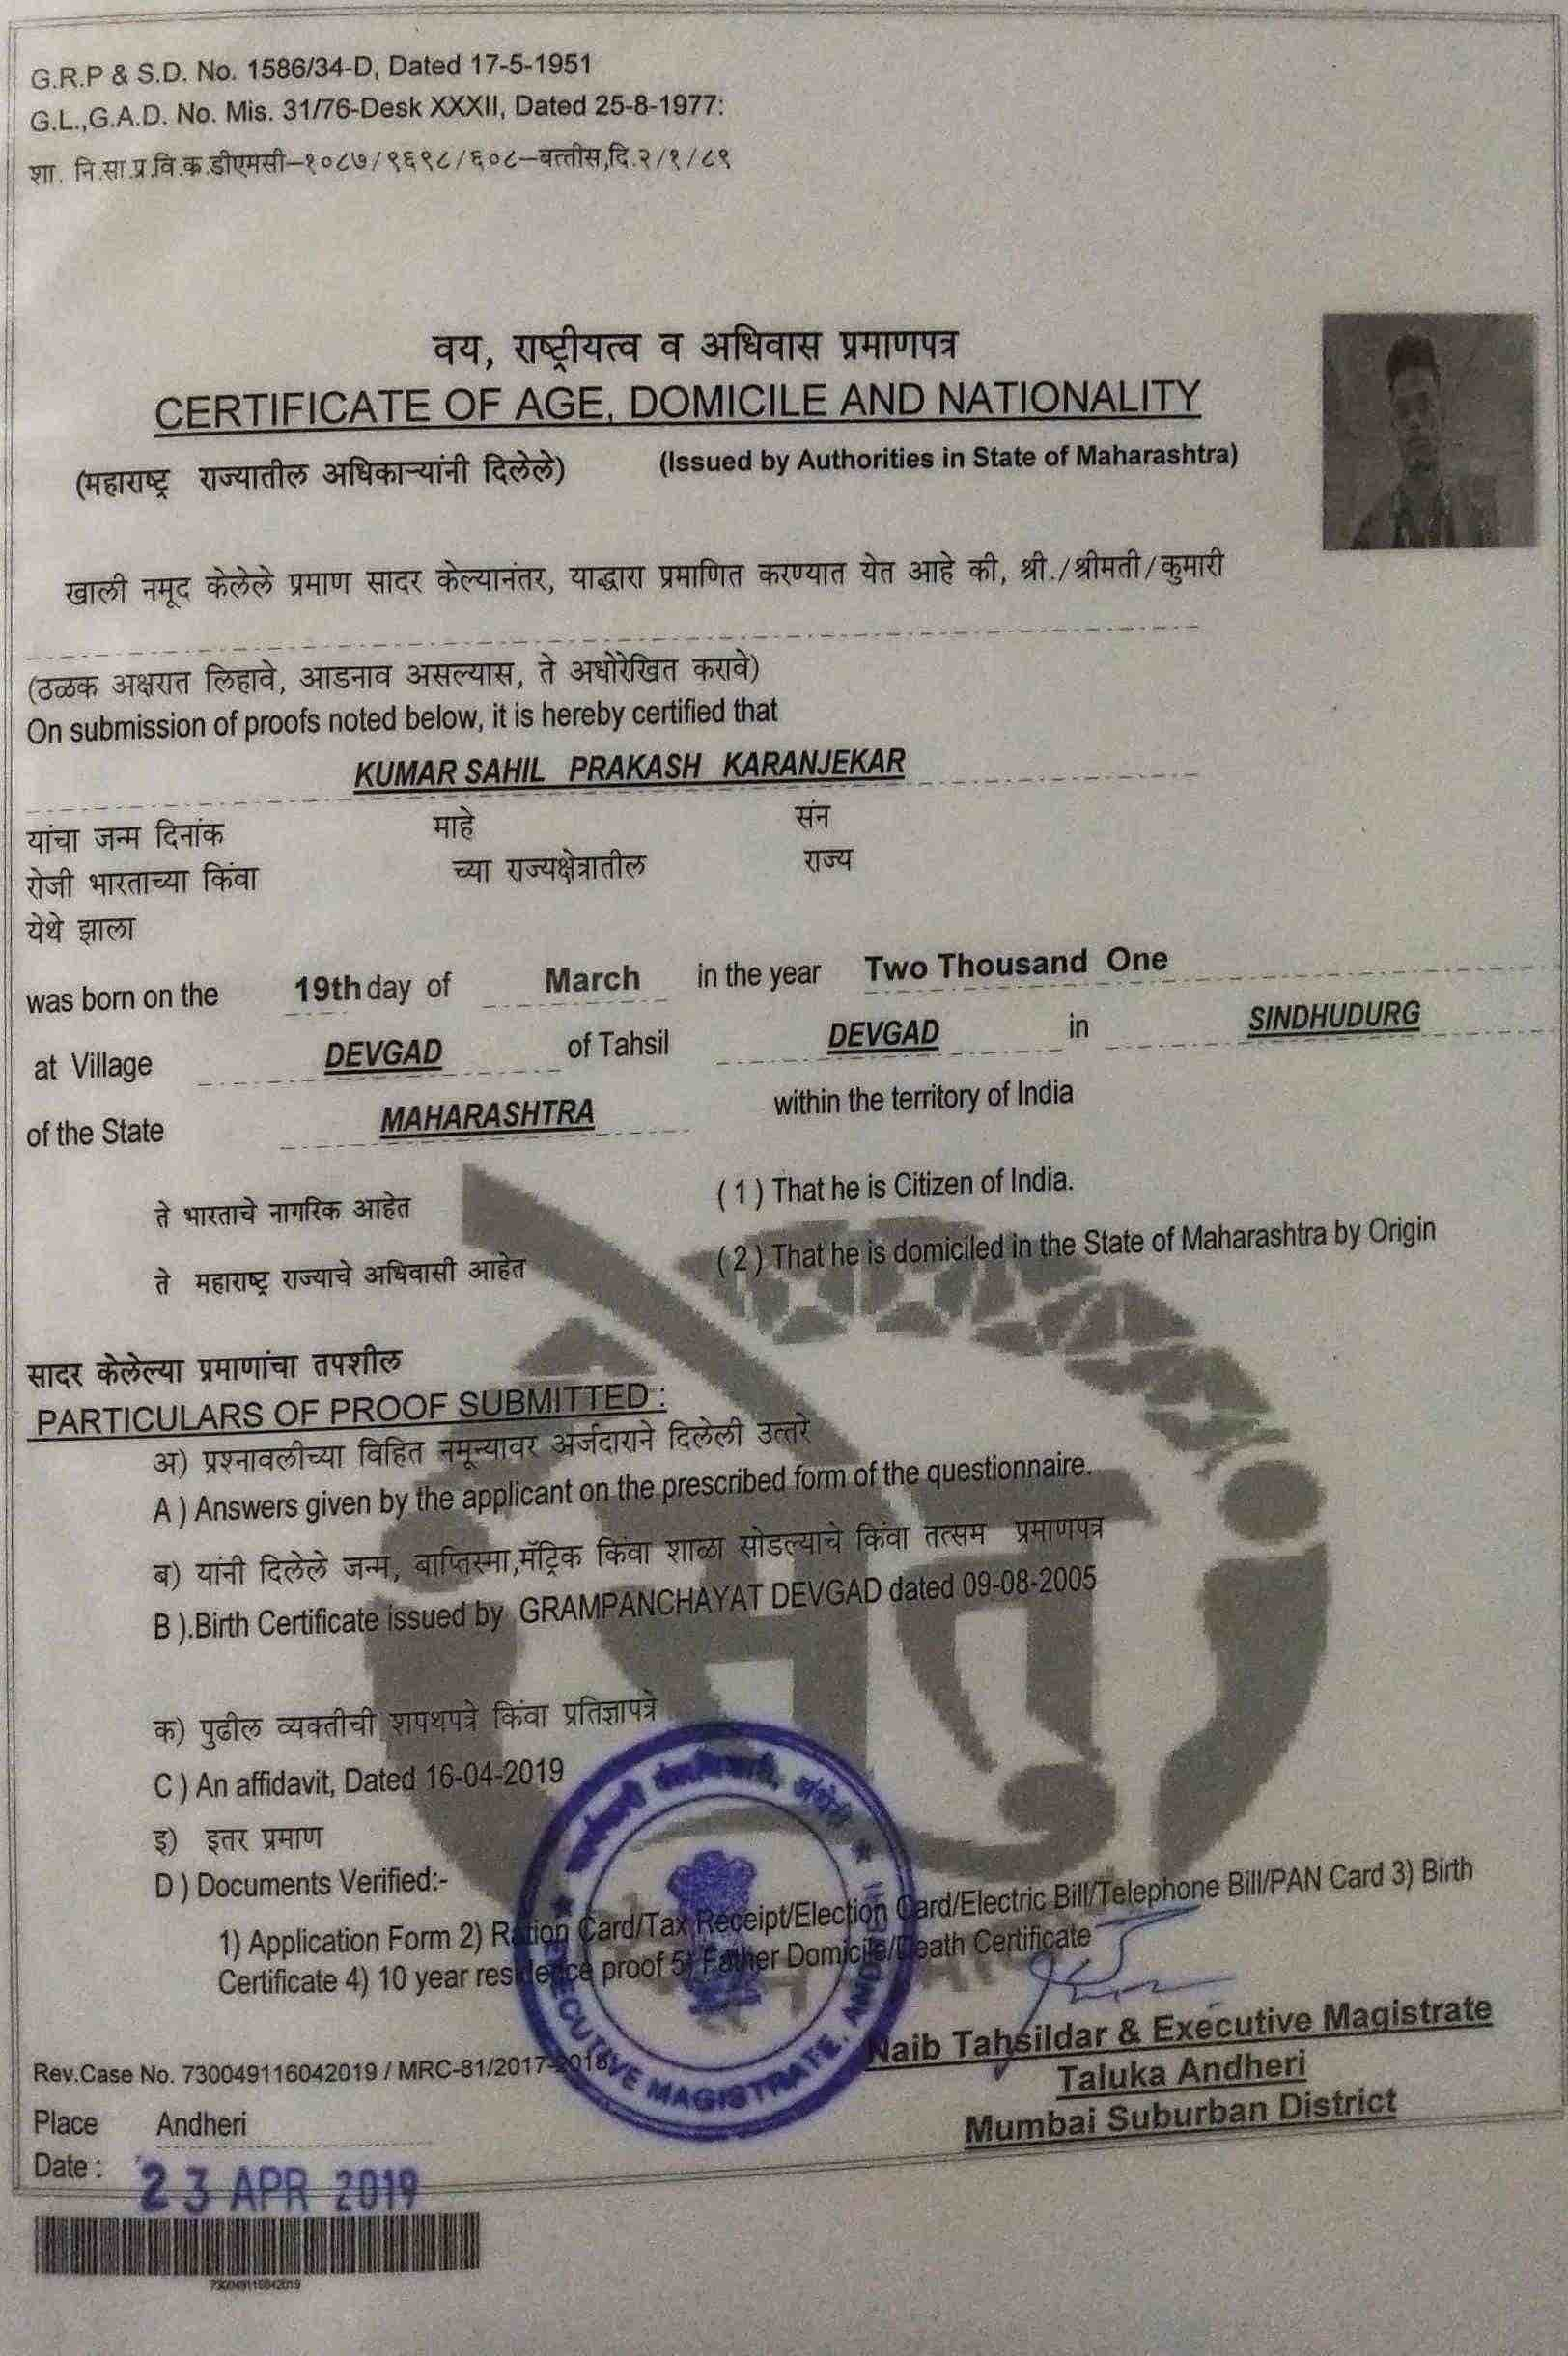 G.R.P & S.D. No. 1586/34-D, Dated 17-5-1951
G.L.,G.A.D. No. Mis. 31/76-Desk XXXII, Dated 25-8-1977:
शा. नि.सा.प्र.वि.क्र.डीएमसी–१०८७/९६९८/६०८–बत्तीस,दि.२/१/८९
वय, राष्ट्रीयत्व व अधिवास प्रमाणपत्र
CERTIFICATE OF AGE, DOMICILE AND NATIONALITY
(महाराष्ट्र राज्यातील अधिकाऱ्यांनी दिलेले) (Issued by Authorities in State of Maharashtra)
खाली नमूद केलेले प्रमाण सादर केल्यानंतर, याद्धारा प्रमाणित करण्यात येत आहे की, श्री./श्रीमती/कुमारी
(ठळक अक्षरात लिहावे, आडनाव असल्यास, ते अधोरेखित करावे)
On submission of proofs noted below, it is hereby certified that
KUMAR SAHIL PRAKASH KARANJEKAR
यांचा जन्म दिनांक माहे संन
रोजी भारताच्या किंवा च्या राज्यक्षेत्रातील राज्य
येथे झाला
was born on the 19th day of March in the year Two Thousand One
at Village DEVGAD of Tahsil DEVGAD in SINDHUDURG
of the State MAHARASHTRA within the territory of India
ते भारताचे नागरिक आहेत (1) That he is Citizen of India.
ते महाराष्ट्र राज्याचे अधिवासी आहेत (2) That he is domiciled in the State of Maharashtra by Origin
सादर केलेल्या प्रमाणांचा तपशील
PARTICULARS OF PROOF SUBMITTED :
अ) प्रश्नावलीच्या विहित नमून्यावर अर्जदाराने दिलेली उत्तरे
A ) Answers given by the applicant on the prescribed form of the questionnaire.
ब) यांनी दिलेले जन्म, बाप्तिस्मा,मॅट्रिक किंवा शाळा सोडल्याचे किंवा तत्सम प्रमाणपत्र
B ).Birth Certificate issued by GRAMPANCHAYAT DEVGAD dated 09-08-2005
क) पुढील व्यक्तीची शपथपत्रे किंवा प्रतिज्ञापत्रे
C ) An affidavit, Dated 16-04-2019
इ) इतर प्रमाण
D ) Documents Verified:-
1) Application Form 2) Ration Card/Tax Receipt/Election Card/Electric Bill/Telephone Bill/PAN Card 3) Birth
Certificate 4) 10 year residence proof 5) Father Domicile/Death Certificate
EXECUTIVE MAGISTRATE, ANDHERI
Naib Tahsildar & Executive Magistrate
Taluka Andheri
Mumbai Suburban District
Rev.Case No. 730049116042019 / MRC-81/2017-2018
Place Andheri
Date : 23 APR 2019
730049116042019